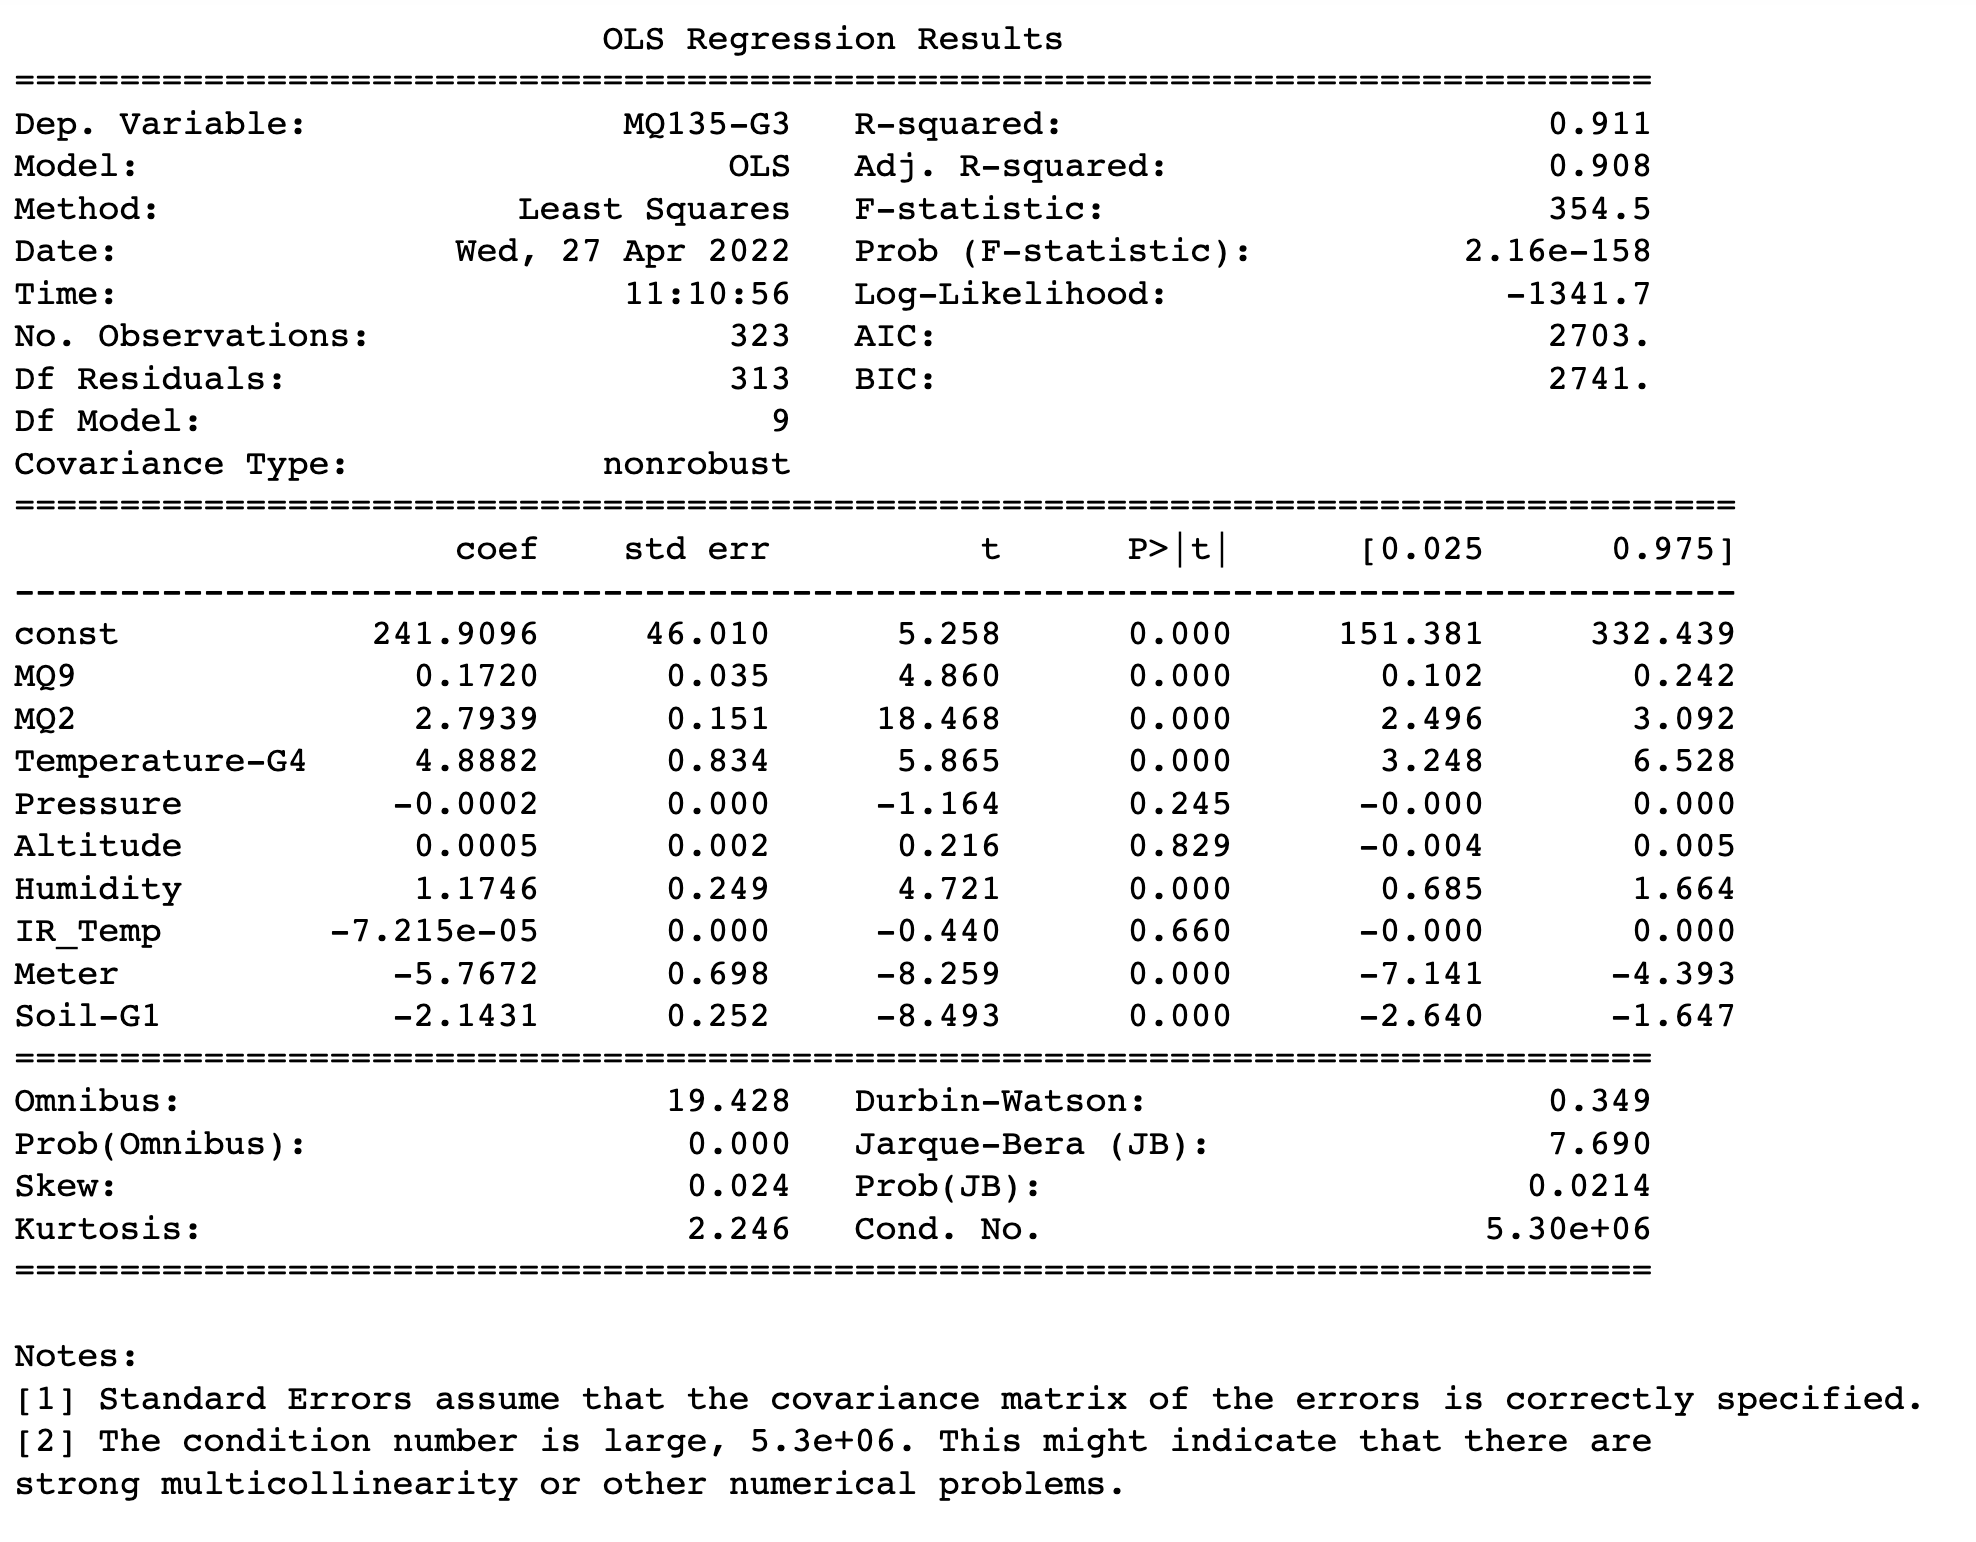 OLS Regression Results
==============================================================================
Dep. Variable:               MQ135-G3   R-squared:                       0.911
Model:                            OLS   Adj. R-squared:                  0.908
Method:                 Least Squares   F-statistic:                     354.5
Date:                Wed, 27 Apr 2022   Prob (F-statistic):          2.16e-158
Time:                        11:10:56   Log-Likelihood:                -1341.7
No. Observations:                 323   AIC:                             2703.
Df Residuals:                     313   BIC:                             2741.
Df Model:                           9
Covariance Type:            nonrobust
==================================================================================
                     coef    std err          t      P>|t|      [0.025      0.975]
----------------------------------------------------------------------------------
const            241.9096     46.010      5.258      0.000     151.381     332.439
MQ9                0.1720      0.035      4.860      0.000       0.102       0.242
MQ2                2.7939      0.151     18.468      0.000       2.496       3.092
Temperature-G4     4.8882      0.834      5.865      0.000       3.248       6.528
Pressure          -0.0002      0.000     -1.164      0.245      -0.000       0.000
Altitude           0.0005      0.002      0.216      0.829      -0.004       0.005
Humidity           1.1746      0.249      4.721      0.000       0.685       1.664
IR_Temp        -7.215e-05      0.000     -0.440      0.660      -0.000       0.000
Meter             -5.7672      0.698     -8.259      0.000      -7.141      -4.393
Soil-G1           -2.1431      0.252     -8.493      0.000      -2.640      -1.647
==============================================================================
Omnibus:                       19.428   Durbin-Watson:                   0.349
Prob(Omnibus):                  0.000   Jarque-Bera (JB):                7.690
Skew:                           0.024   Prob(JB):                       0.0214
Kurtosis:                       2.246   Cond. No.                     5.30e+06
==============================================================================
Notes:
[1] Standard Errors assume that the covariance matrix of the errors is correctly specified.
[2] The condition number is large, 5.3e+06. This might indicate that there are
strong multicollinearity or other numerical problems.